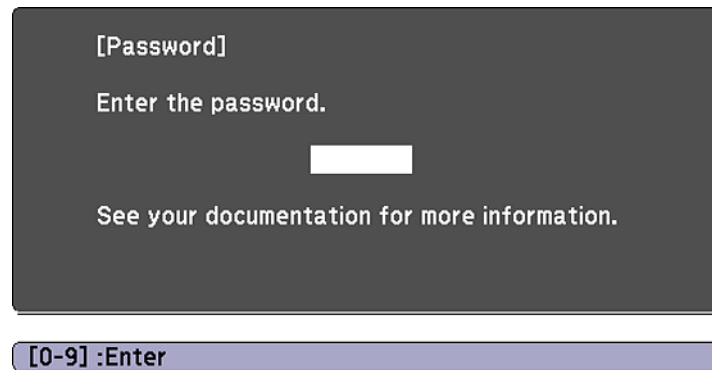 [Password]
Enter the password.
See your documentation for more information.
[0-9] :Enter